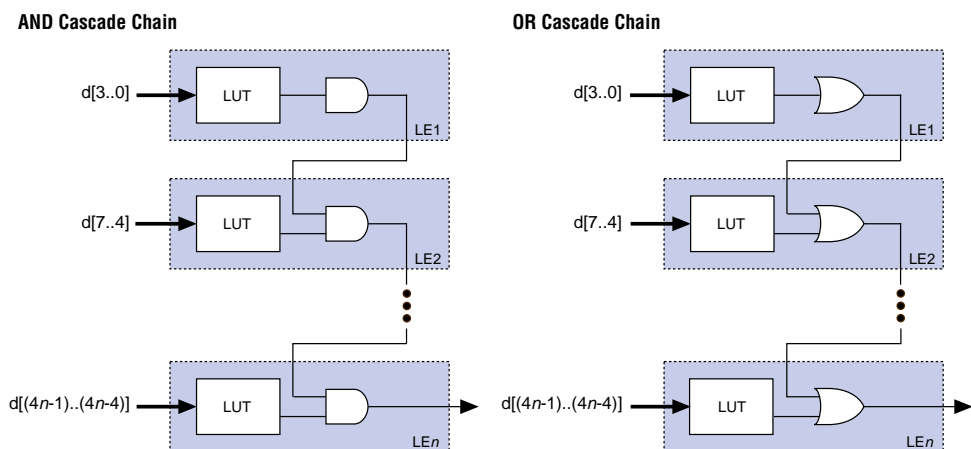 AND Cascade Chain
d[3..0]
LUT
LE1
d[7..4]
LUT
LE2
d[(4n-1)..(4n-4)]
LUT
LEn
OR Cascade Chain
d[3..0]
LUT
LE1
d[7..4]
LUT
LE2
d[(4n-1)..(4n-4)]
LUT
LEn